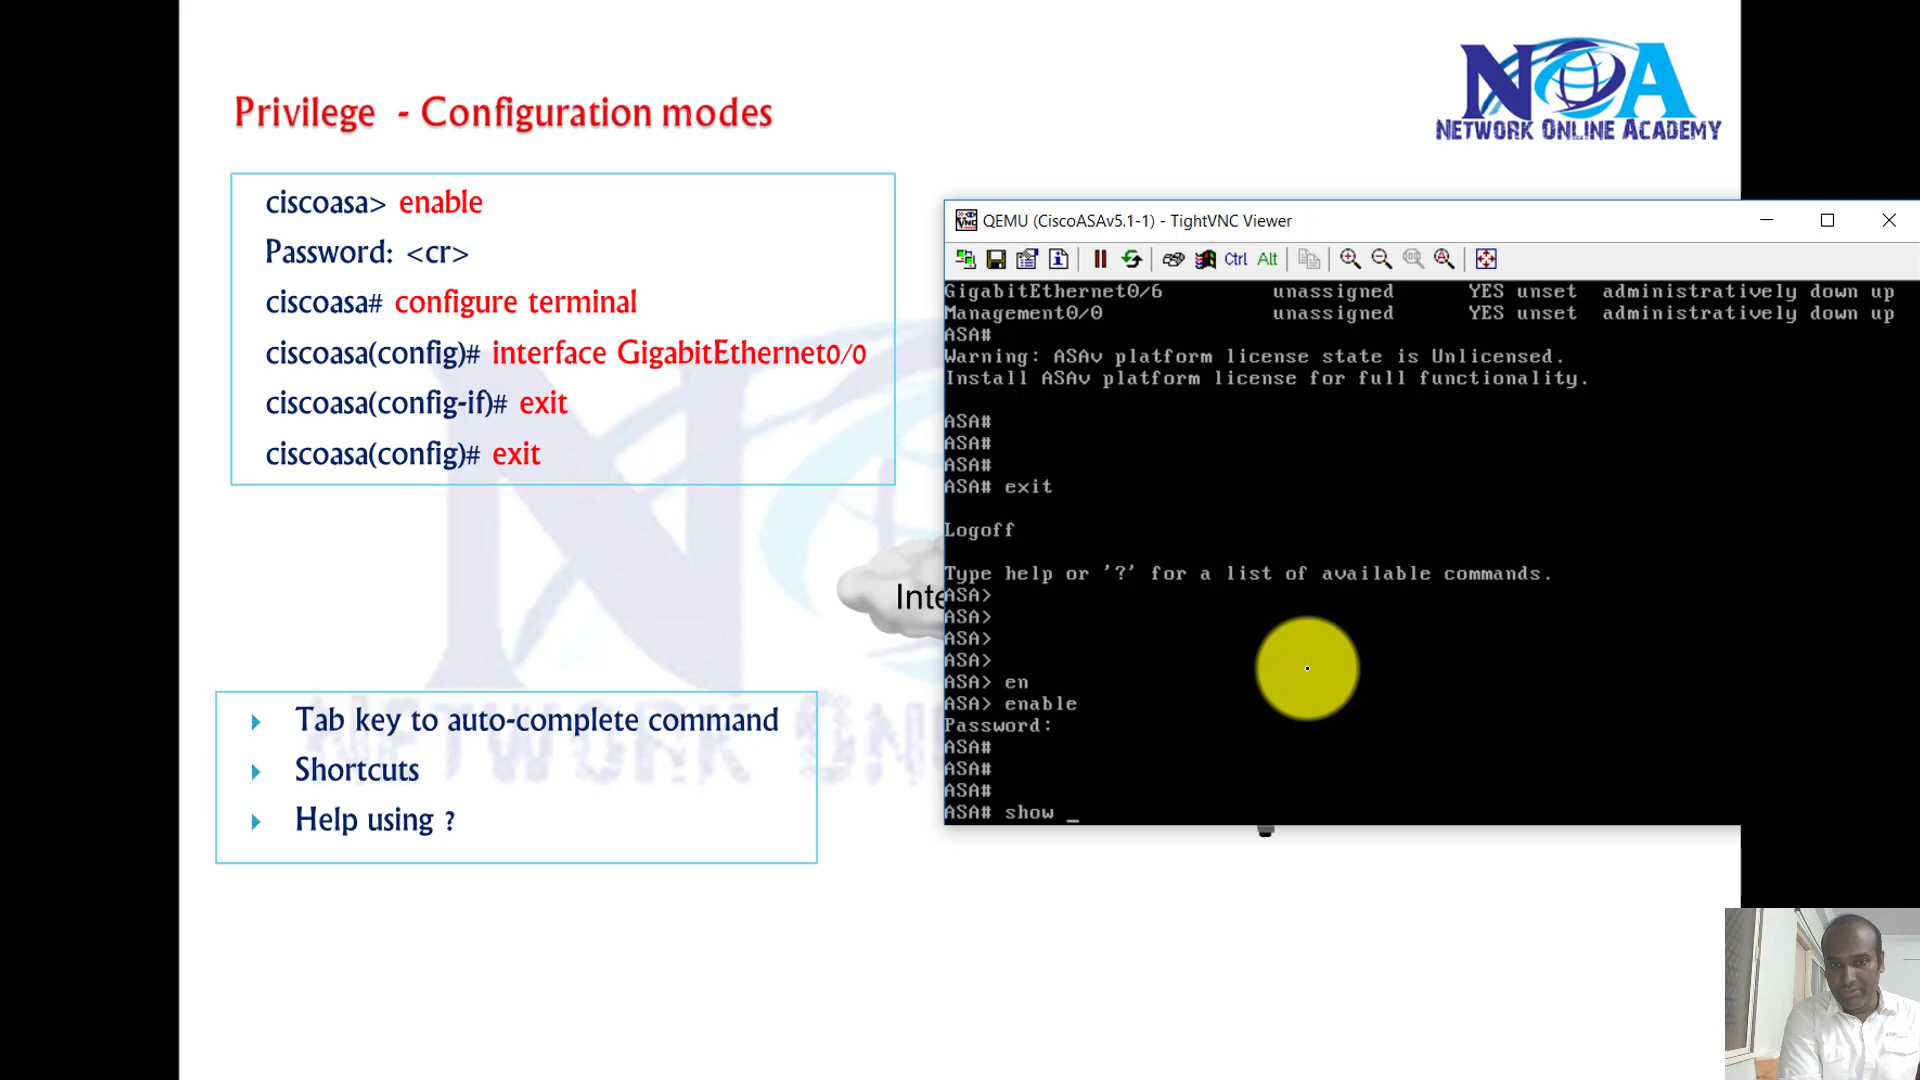 Privilege - Configuration modes
NOA
NETWORK ONLINE ACADEMY
ciscoasa> enable
Password: <cr>
ciscoasa# configure terminal
ciscoasa(config)# interface GigabitEthernet0/0
ciscoasa(config-if)# exit
ciscoasa(config)# exit
Inte
Tab key to auto-complete command
Shortcuts
Help using ?
NETWORK ONL
QEMU (CiscoASAv5.1-1) - TightVNC Viewer
Ctrl Alt
GigabitEthernet0/6 unassigned YES unset administratively down up
Management0/0 unassigned YES unset administratively down up
ASA#
Warning: ASAv platform license state is Unlicensed.
Install ASAv platform license for full functionality.
ASA#
ASA#
ASA#
ASA# exit
Logoff
Type help or '?' for a list of available commands.
ASA>
ASA>
ASA>
ASA>
ASA> en
ASA> enable
Password:
ASA#
ASA#
ASA#
ASA# show _